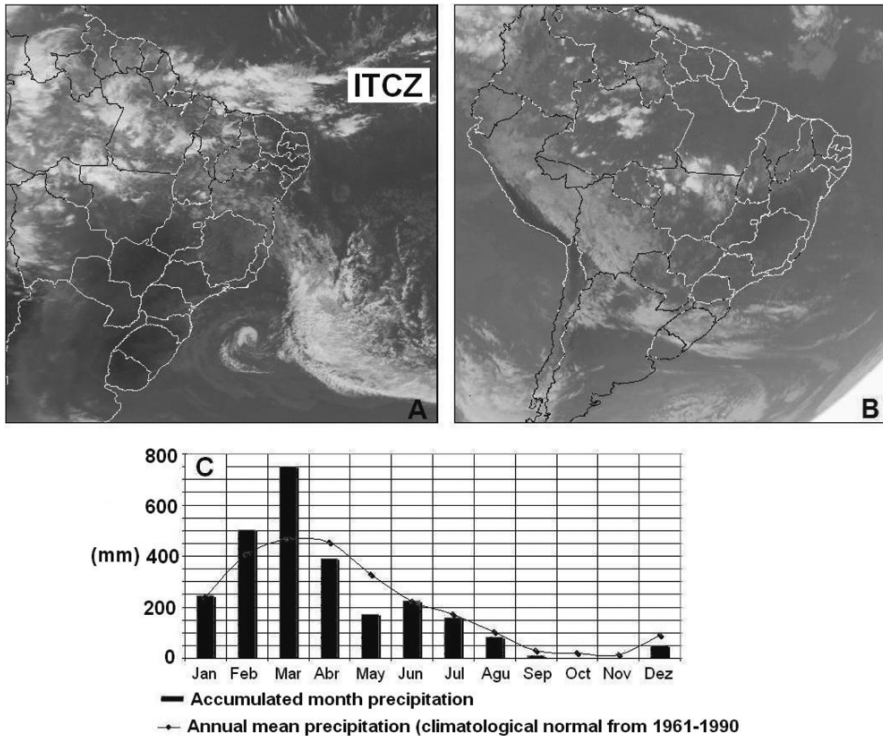 ITCZ
A
B
C
800
600
(mm) 400
200
0
Jan Feb Mar Abr May Jun Jul Agu Sep Oct Nov Dez
Accumulated month precipitation
Annual mean precipitation (climatological normal from 1961-1990